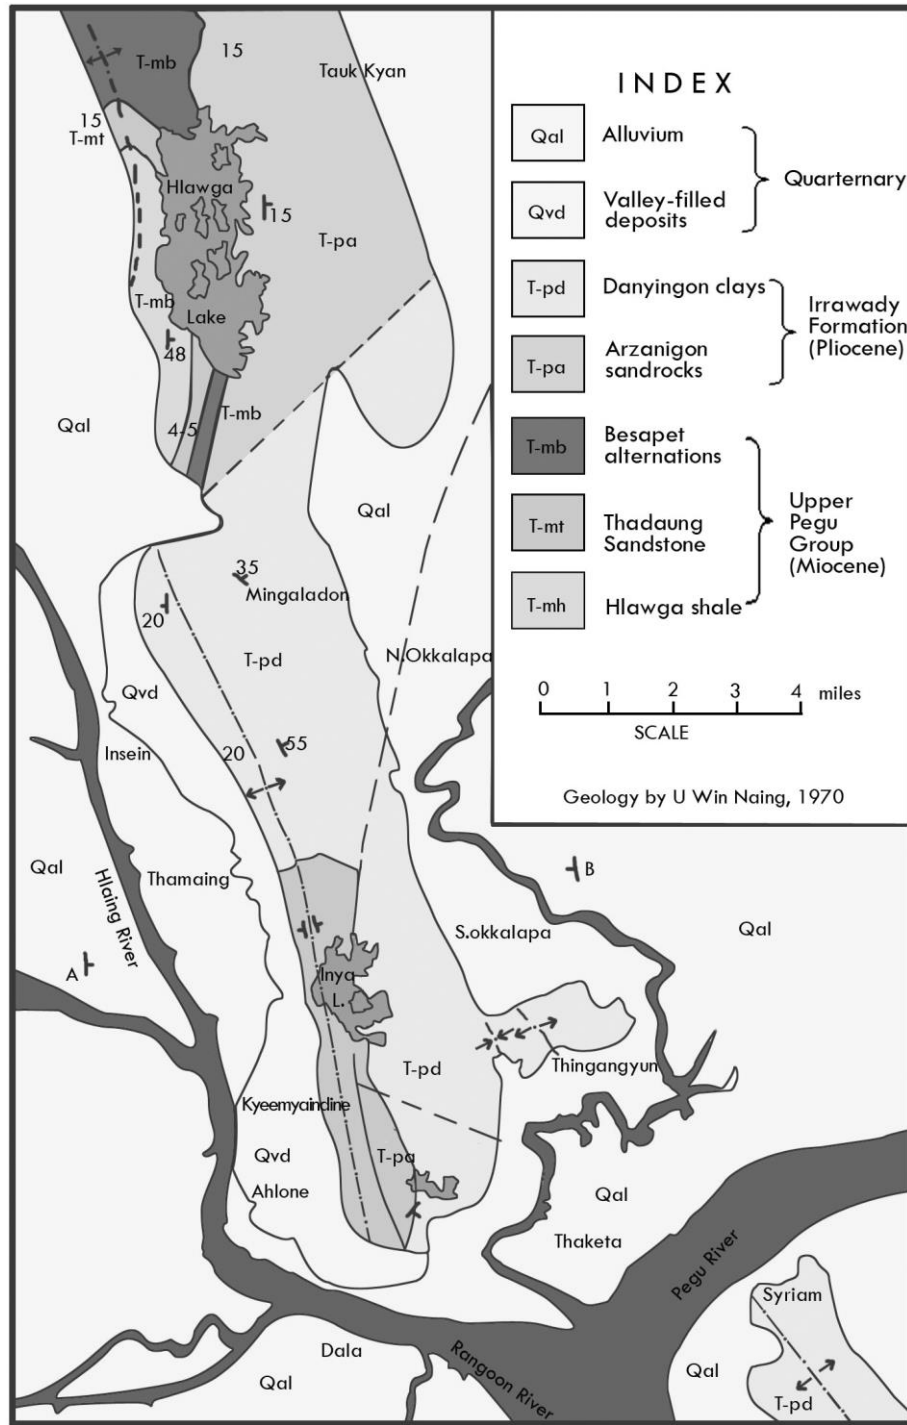 T-mb
15
Tauk Kyan
15
T-mt
Hlawga
15
T-pa
T-mb
Lake
48
T-mb
4-5
Qal
Qal
35
Mingaladon
20
T-pd
N.Okkalapa
Qvd
Insein
20
55
Qal
Hlaing River
Thamaing
B
S.okkalapa
Qal
A
Inya
L.
T-pd
Thingangyun
Kyeemyaindine
Qvd
T-pa
Ahlone
Qal
Thaketa
Pegu River
Syriam
Dala
Qal
Rangoon River
Qal
T-pd
INDEX
Qal Alluvium
Quarternary
Qvd Valley-filled
deposits
T-pd Danyingon clays
Irrawady
Formation
(Pliocene)
T-pa Arzanigon
sandrocks
T-mb Besapet
alternations
Upper
Pegu
Group
(Miocene)
T-mt Thadaung
Sandstone
T-mh Hlawga shale
0 1 2 3 4 miles
SCALE
Geology by U Win Naing, 1970